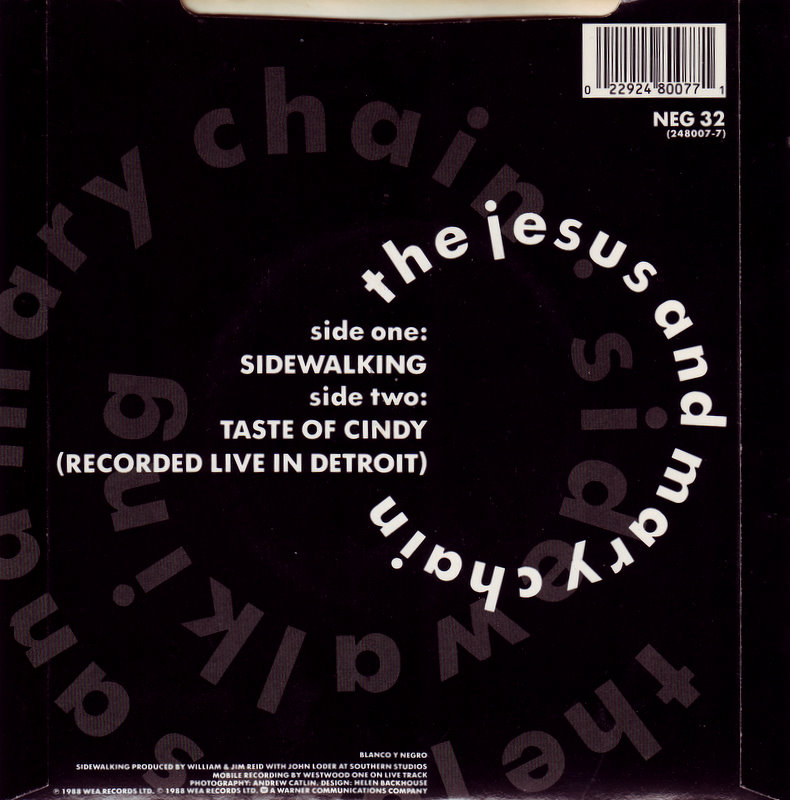 0 22924 80077 1
NEG 32
(248007-7)
the jesus and mary chain
side one:
SIDEWALKING
side two:
TASTE OF CINDY
(RECORDED LIVE IN DETROIT)
the jesus and mary chain · sidewalking
BLANCO Y NEGRO
SIDEWALKING PRODUCED BY WILLIAM & JIM REID WITH JOHN LODER AT SOUTHERN STUDIOS
MOBILE RECORDING BY WESTWOOD ONE ON LIVE TRACK
PHOTOGRAPHY: ANDREW CATLIN. DESIGN: HELEN BACKHOUSE
℗ 1988 WEA RECORDS LTD. © 1988 WEA RECORDS LTD. A WARNER COMMUNICATIONS COMPANY